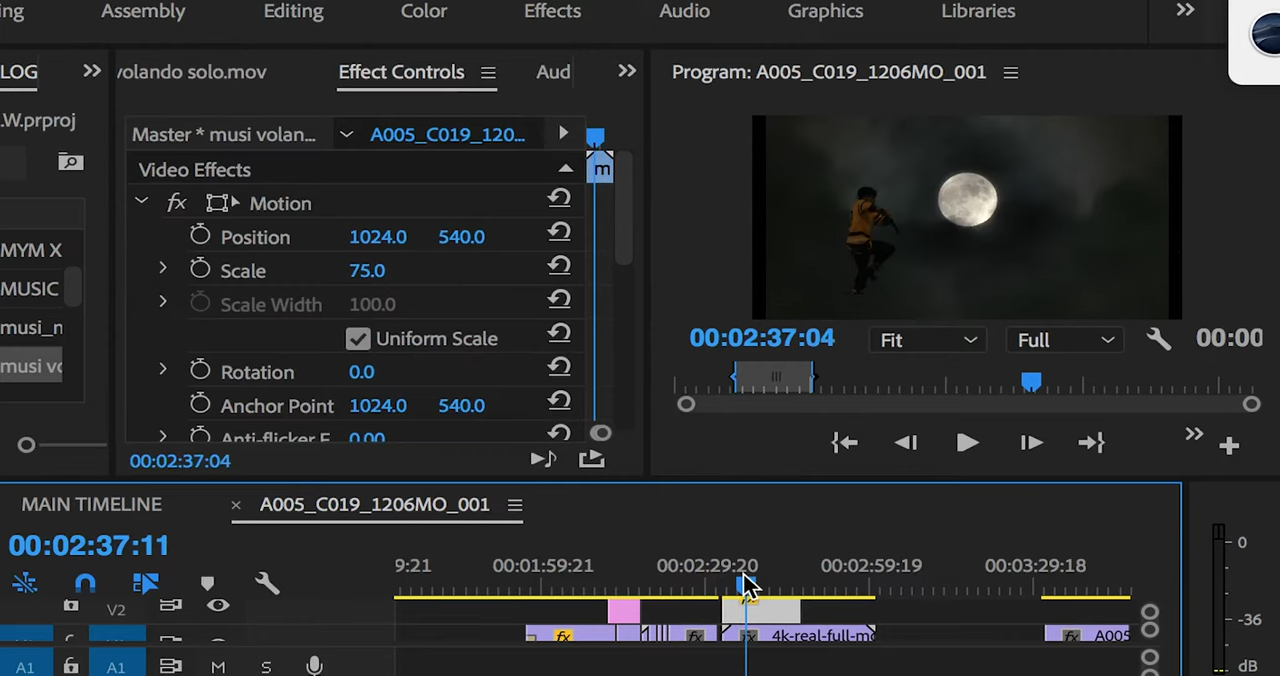 ng Assembly Editing Color Effects Audio Graphics Libraries
LOG volando solo.mov Effect Controls Aud Program: A005_C019_1206MO_001
.W.prproj
Master * musi volan... A005_C019_120...
Video Effects m
fx Motion
Position 1024.0 540.0
MYM X
Scale 75.0
MUSIC
Scale Width 100.0
musi_n
Uniform Scale 00:02:37:04 Fit Full 00:00
musi vo
Rotation 0.0
Anchor Point 1024.0 540.0
Anti-flicker F 0.00
00:02:37:04
MAIN TIMELINE × A005_C019_1206MO_001
00:02:37:11
9:21 00:01:59:21 00:02:29:20 00:02:59:19 00:03:29:18
0
V2 fx
-36
fx fx fx 4k-real-full-mo fx A005
A1 A1 M S dB